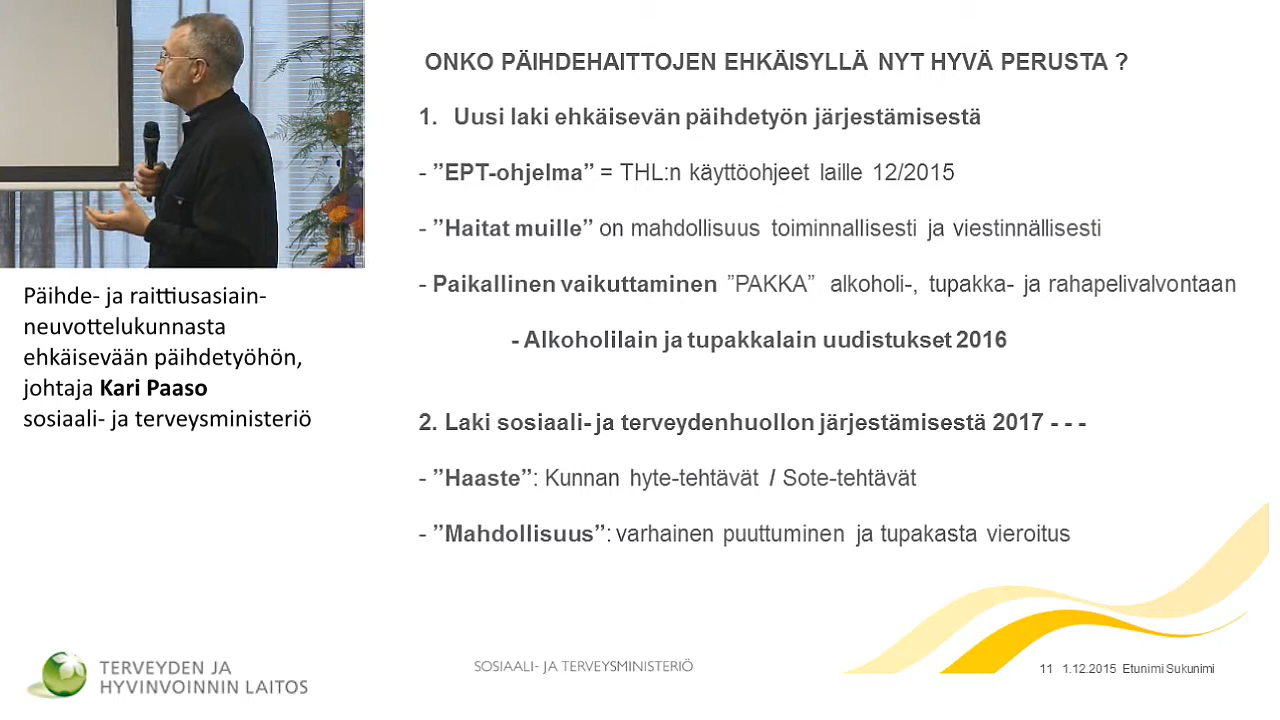 ONKO PÄIHDEHAITTOJEN EHKÄISYLLÄ NYT HYVÄ PERUSTA ?
1. Uusi laki ehkäisevän päihdetyön järjestämisestä
- ”EPT-ohjelma” = THL:n käyttöohjeet laille 12/2015
- ”Haitat muille” on mahdollisuus toiminnallisesti ja viestinnällisesti
- Paikallinen vaikuttaminen ”PAKKA” alkoholi-, tupakka- ja rahapelivalvontaan
- Alkoholilain ja tupakkalain uudistukset 2016
2. Laki sosiaali- ja terveydenhuollon järjestämisestä 2017 - - -
- ”Haaste”: Kunnan hyte-tehtävät / Sote-tehtävät
- ”Mahdollisuus”: varhainen puuttuminen ja tupakasta vieroitus
Päihde- ja raittiusasiain-
neuvottelukunnasta
ehkäisevään päihdetyöhön,
johtaja Kari Paaso
sosiaali- ja terveysministeriö
TERVEYDEN JA
HYVINVOINNIN LAITOS
SOSIAALI- JA TERVEYSMINISTERIÖ
11 1.12.2015 Etunimi Sukunimi